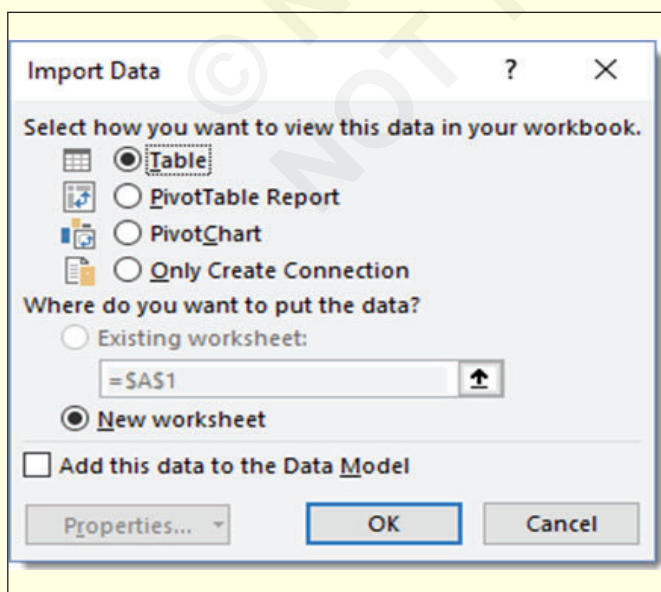 © N
NOT T
Import Data ?
Select how you want to view this data in your workbook.
Table
PivotTable Report
PivotChart
Only Create Connection
Where do you want to put the data?
Existing worksheet:
=$A$1
New worksheet
Add this data to the Data Model
Properties...
OK Cancel